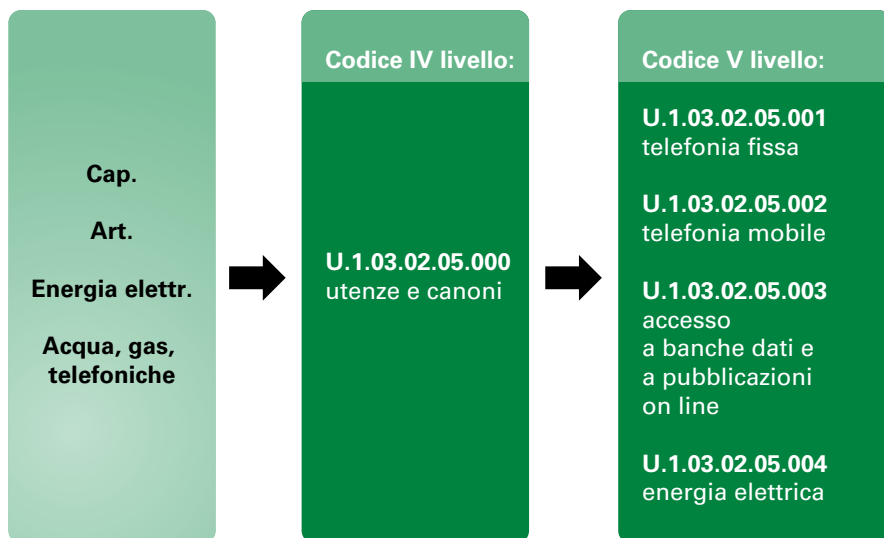 Cap.
Art.
Energia elettr.
Acqua, gas,
telefoniche
Codice IV livello:
U.1.03.02.05.000
utenze e canoni
Codice V livello:
U.1.03.02.05.001
telefonia fissa
U.1.03.02.05.002
telefonia mobile
U.1.03.02.05.003
accesso
a banche dati e
a pubblicazioni
on line
U.1.03.02.05.004
energia elettrica